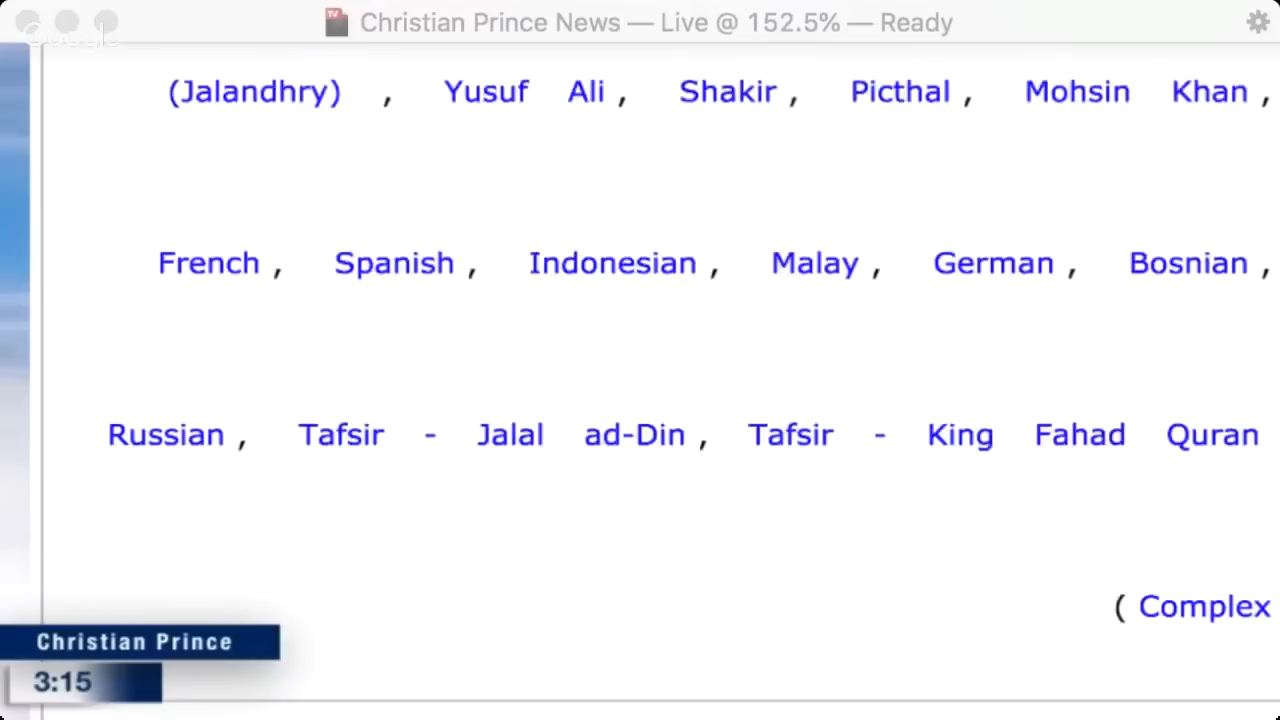 Christian Prince News — Live @ 152.5% — Ready
Google
(Jalandhry) , Yusuf Ali , Shakir , Picthal , Mohsin Khan ,
French , Spanish , Indonesian , Malay , German , Bosnian ,
Russian , Tafsir - Jalal ad-Din , Tafsir - King Fahad Quran
( Complex
Christian Prince
3:15